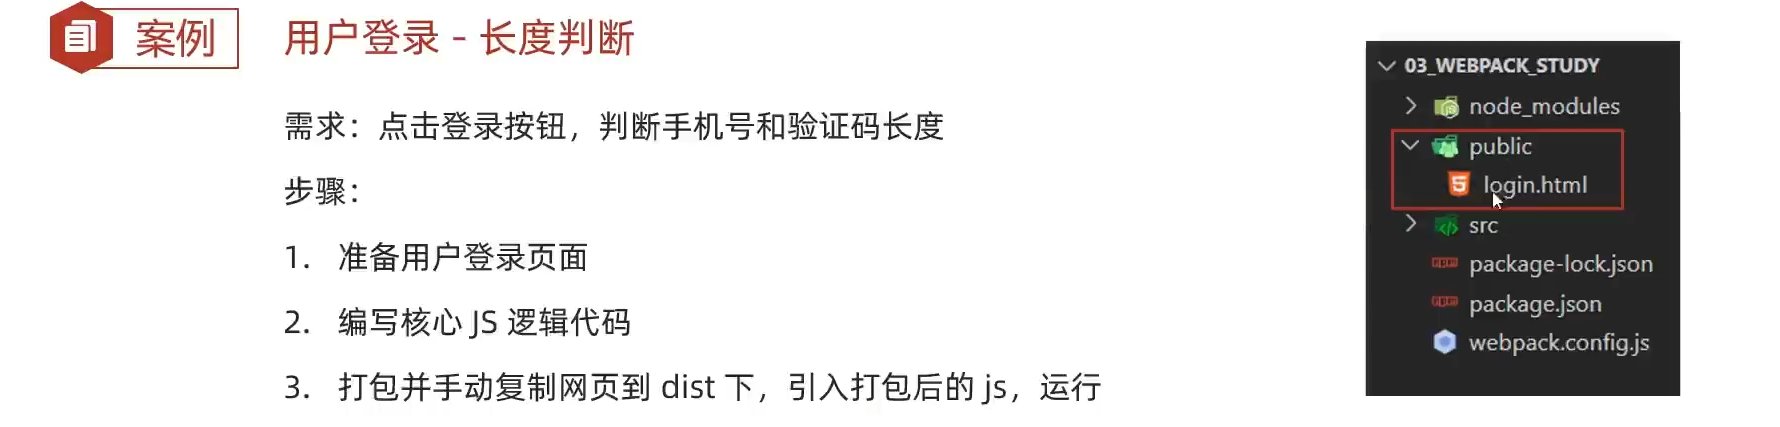 案例
用户登录 - 长度判断
需求：点击登录按钮，判断手机号和验证码长度
步骤：
1. 准备用户登录页面
2. 编写核心 JS 逻辑代码
3. 打包并手动复制网页到 dist 下，引入打包后的 js，运行
03_WEBPACK_STUDY
node_modules
public
login.html
src
package-lock.json
package.json
webpack.config.js